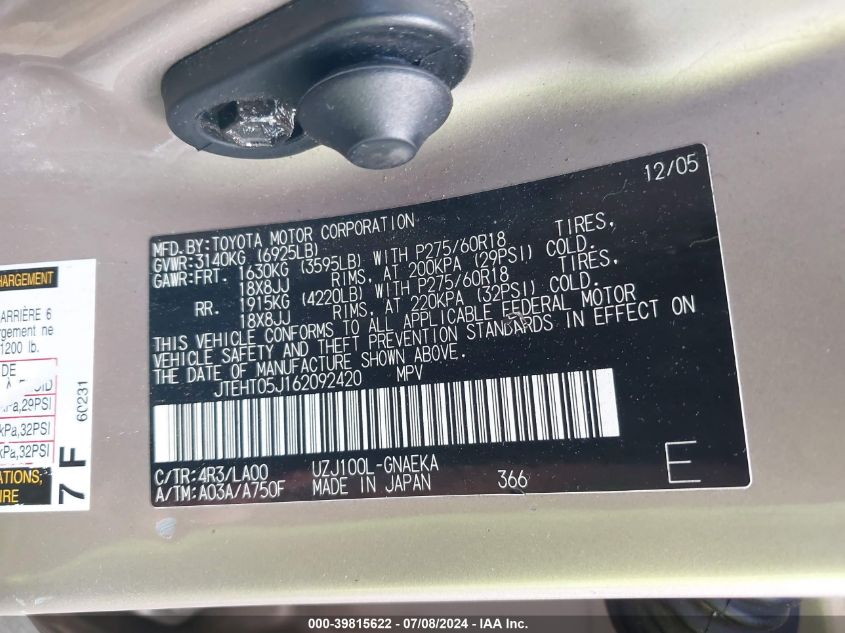 12/05
MFD.BY:TOYOTA MOTOR CORPORATION
GVWR:3140KG (6925LB)
GAWR:FRT. 1630KG (3595LB) WITH P275/60R18 TIRES,
18X8JJ RIMS, AT 200KPA (29PSI) COLD.
RR. 1915KG (4220LB) WITH P275/60R18 TIRES,
18X8JJ RIMS, AT 220KPA (32PSI) COLD.
THIS VEHICLE CONFORMS TO ALL APPLICABLE FEDERAL MOTOR
VEHICLE SAFETY AND THEFT PREVENTION STANDARDS IN EFFECT ON
THE DATE OF MANUFACTURE SHOWN ABOVE.
JTEHT05J162092420 MPV
C/TR:4R3/LA00 UZJ100L-GNAEKA
A/TM:A03A/A750F MADE IN JAPAN 366
E
HARGEMENT
ARRIÈRE 6
rgement ne
1200 lb.
DE
À
Pa,29PSI
kPa,32PSI
kPa,32PSI
IRE
60231
7 F
000-39815622 - 07/08/2024 - IAA Inc.